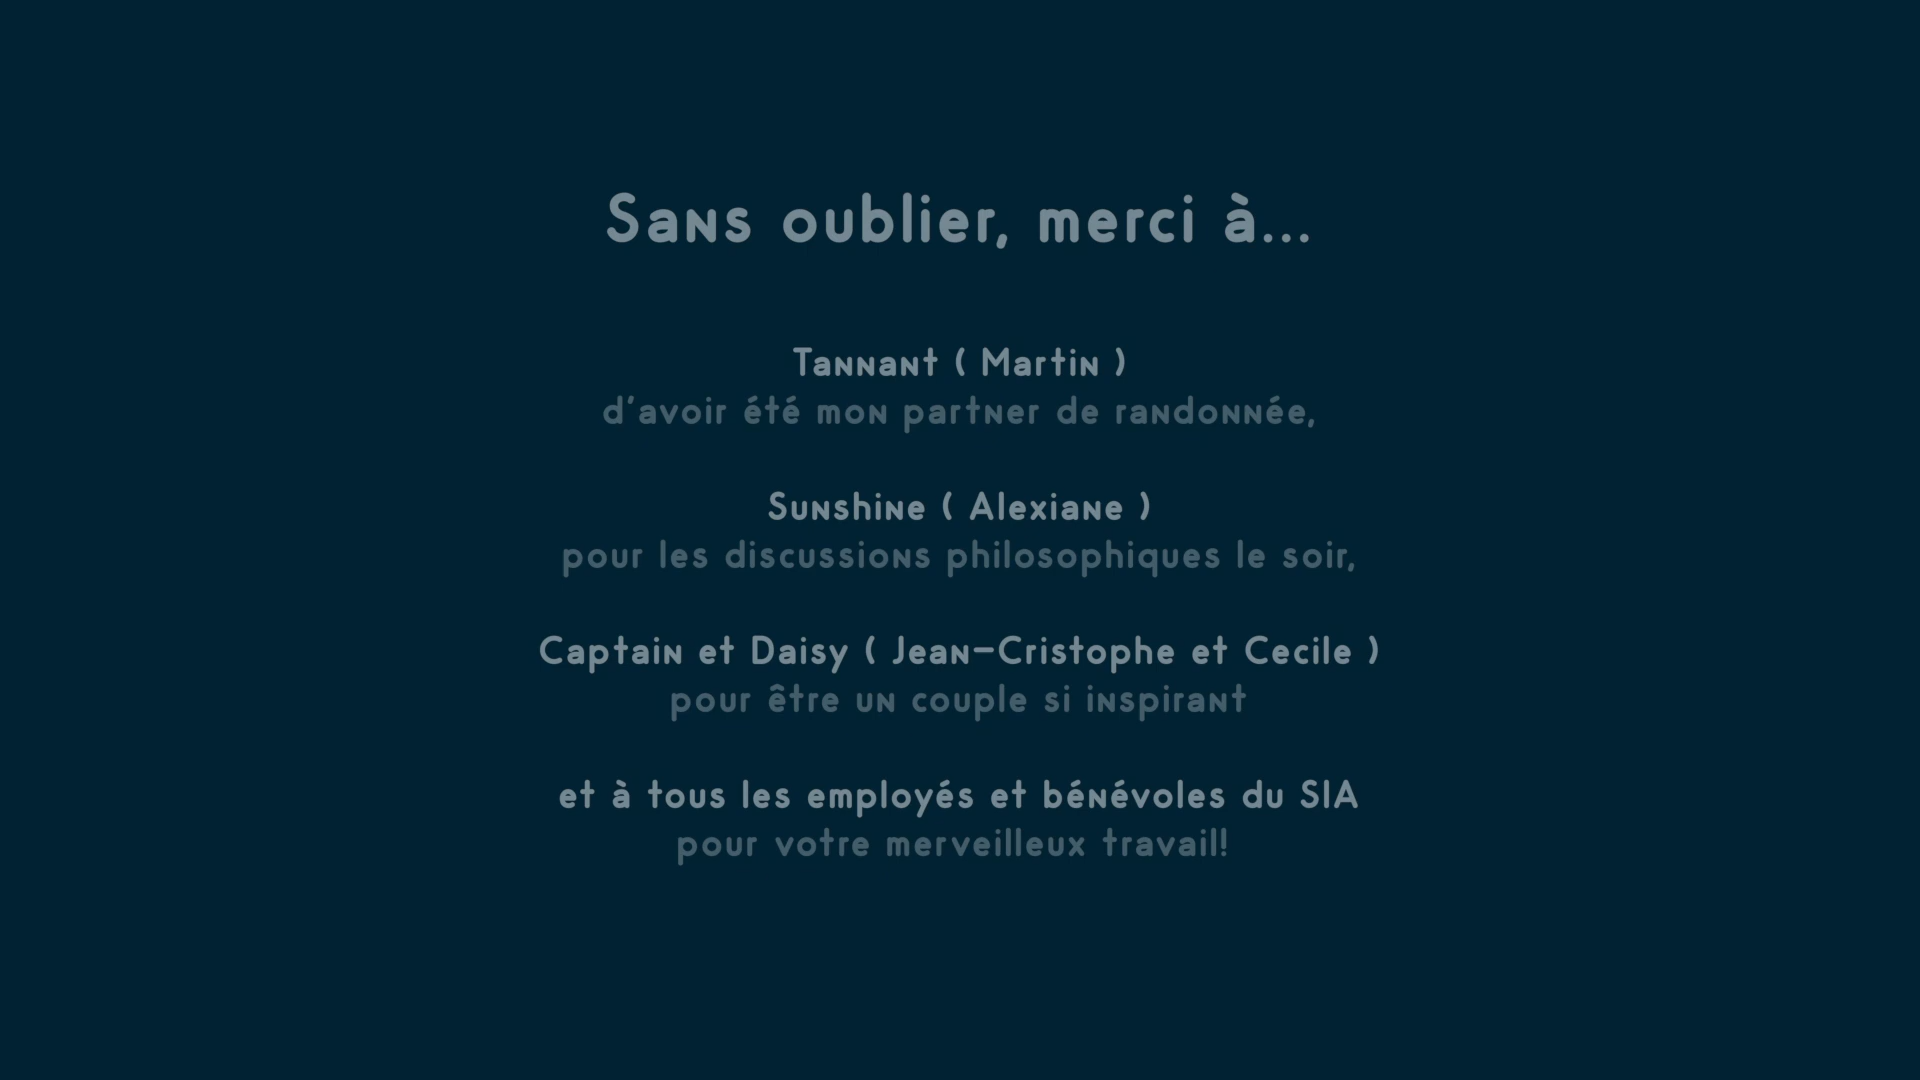 Sans oublier, merci à...
Tannant ( Martin )
d'avoir été mon partner de randonnée,
Sunshine ( Alexiane )
pour les discussions philosophiques le soir,
Captain et Daisy ( Jean-Cristophe et Cecile )
pour être un couple si inspirant
et à tous les employés et bénévoles du SIA
pour votre merveilleux travail!